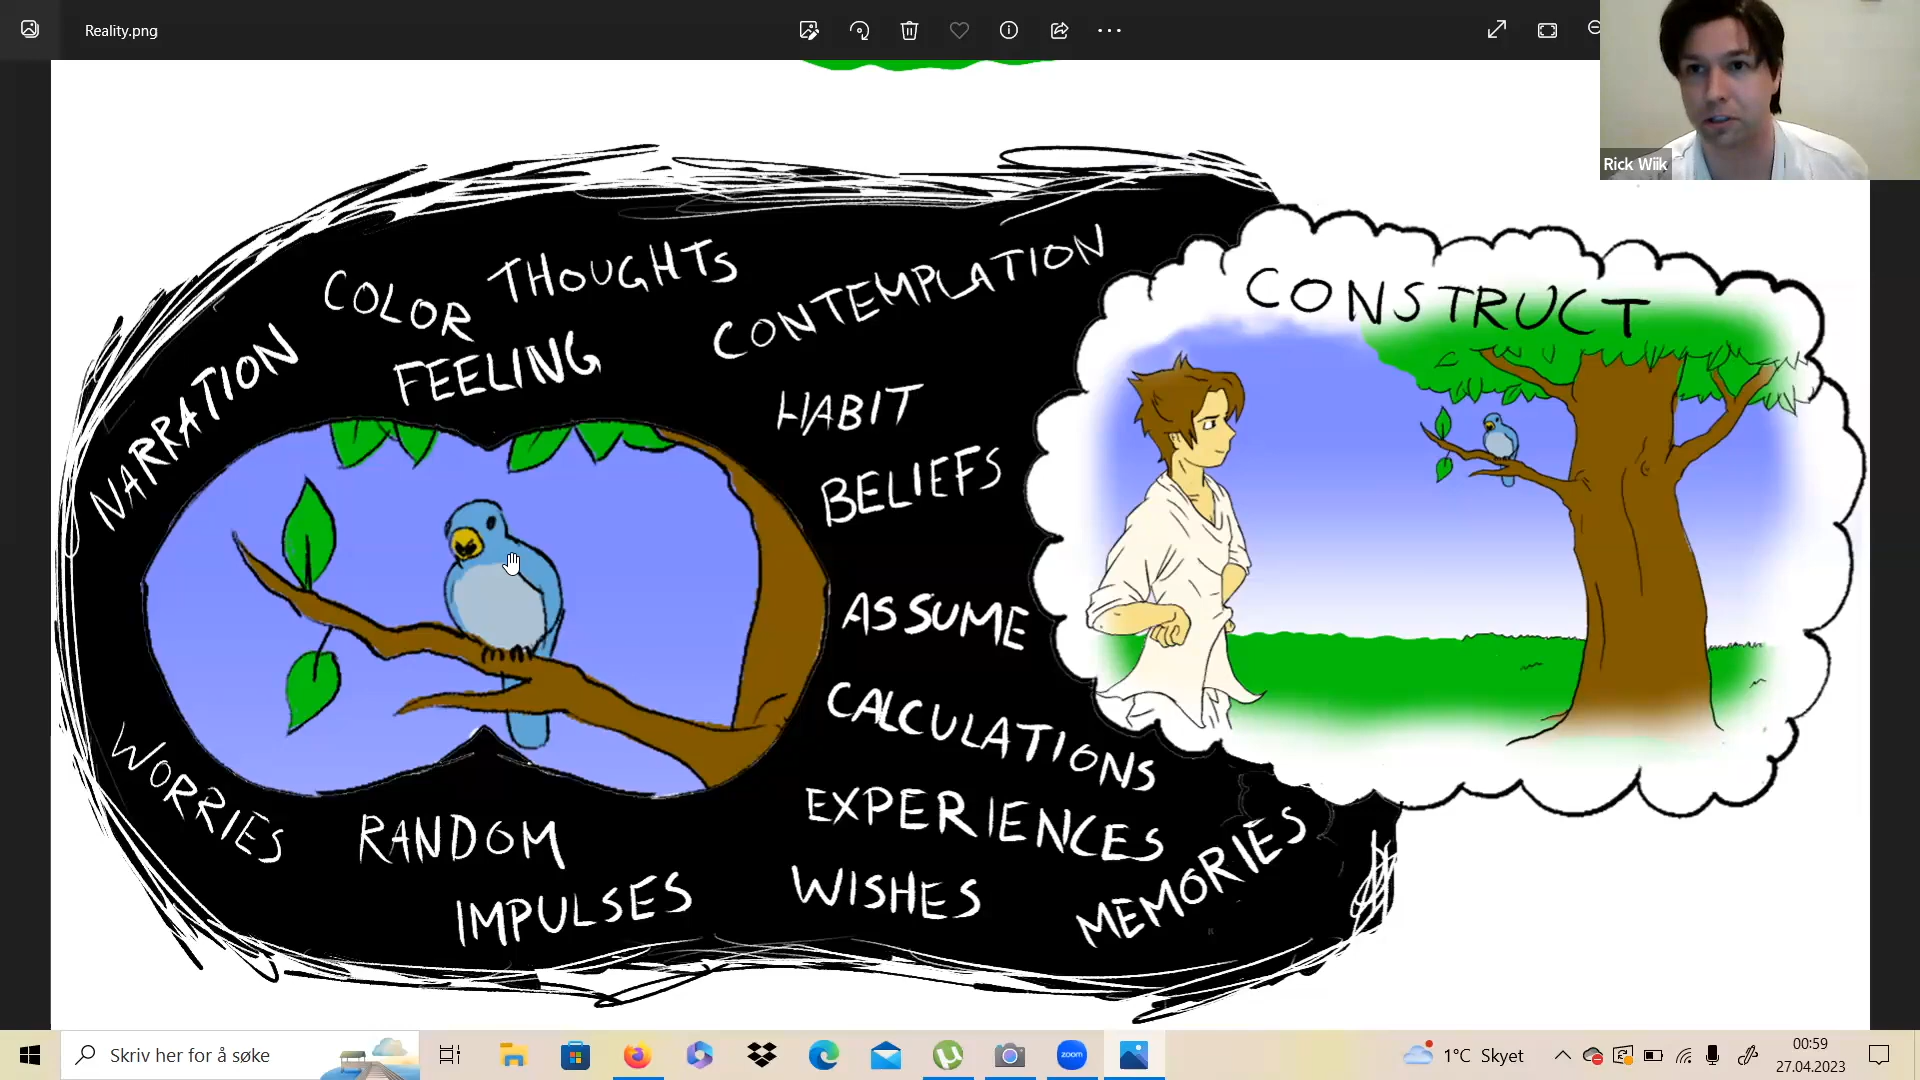 Reality.png
Rick Wiik
COLOR THOUGHTS
CONTEMPLATION
CONSTRUCT
NARRATION
FEELING
HABIT
BELIEFS
ASSUME
CALCULATIONS
WORRIES
RANDOM
EXPERIENCES
IMPULSES
WISHES
MEMORIES
Skriv her for å søke
zoom
1°C Skyet
00:59
27.04.2023